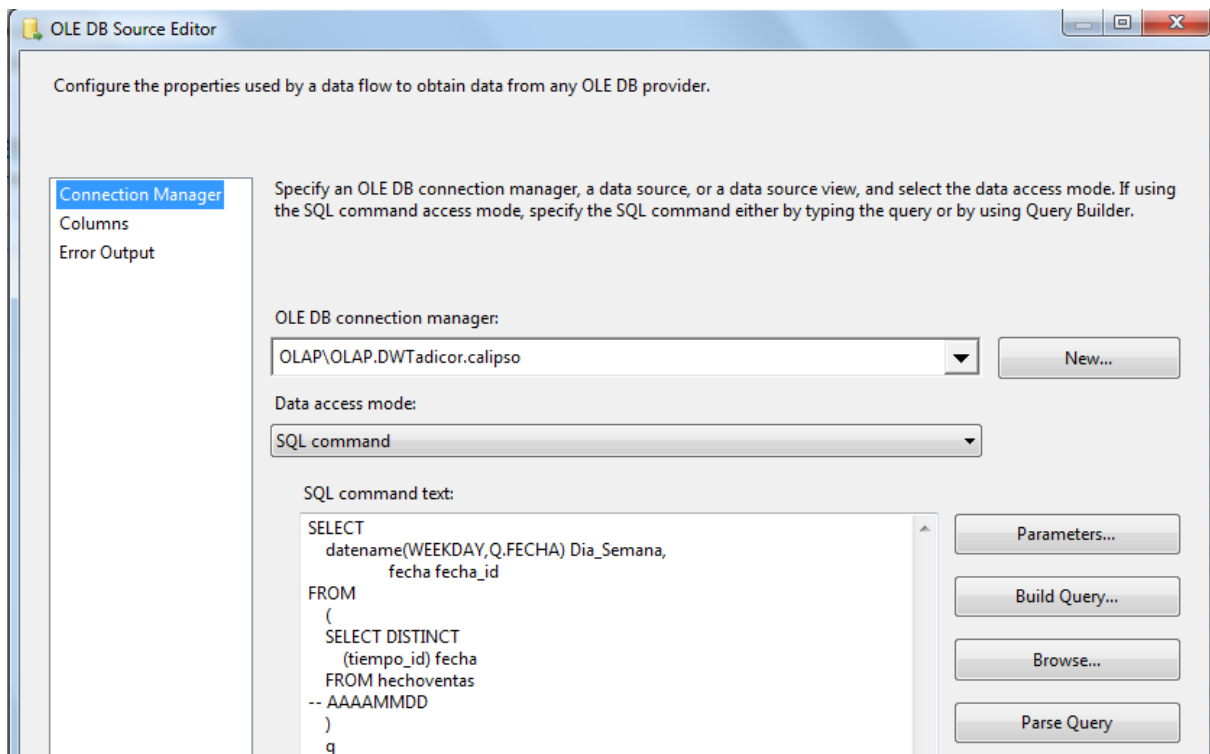 OLE DB Source Editor
Configure the properties used by a data flow to obtain data from any OLE DB provider.
Connection Manager
Columns
Error Output
Specify an OLE DB connection manager, a data source, or a data source view, and select the data access mode. If using
the SQL command access mode, specify the SQL command either by typing the query or by using Query Builder.
OLE DB connection manager:
OLAP\OLAP.DWTadicor.calipso
New...
Data access mode:
SQL command
SQL command text:
SELECT
datename(WEEKDAY,Q.FECHA) Dia_Semana,
fecha fecha_id
FROM
(
SELECT DISTINCT
(tiempo_id) fecha
FROM hechoventas
-- AAAAMMDD
)
q
Parameters...
Build Query...
Browse...
Parse Query